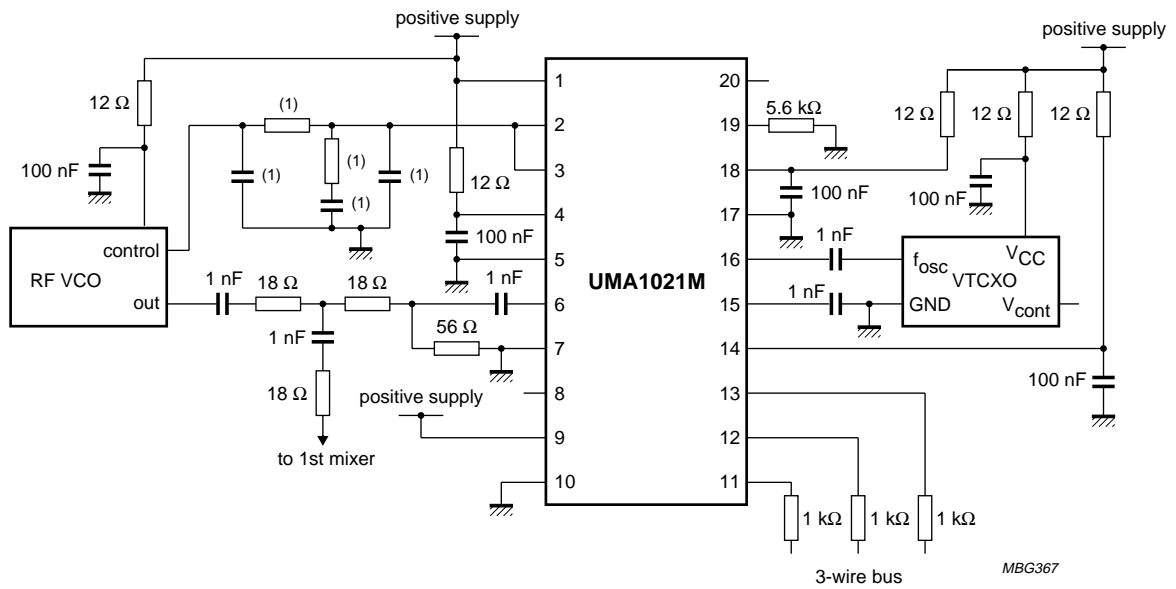 positive supply
positive supply
12 Ω
(1)
(1)
(1)
(1)
(1)
100 nF
12 Ω
100 nF
RF VCO
control
out
1 nF
18 Ω
18 Ω
1 nF
1 nF
18 Ω
56 Ω
to 1st mixer
positive supply
1
2
3
4
5
6
7
8
9
10
UMA1021M
20
19
18
17
16
15
14
13
12
11
5.6 kΩ
12 Ω
12 Ω
12 Ω
100 nF
100 nF
1 nF
1 nF
fosc
VCC
VTCXO
GND
Vcont
100 nF
1 kΩ
1 kΩ
1 kΩ
3-wire bus
MBG367